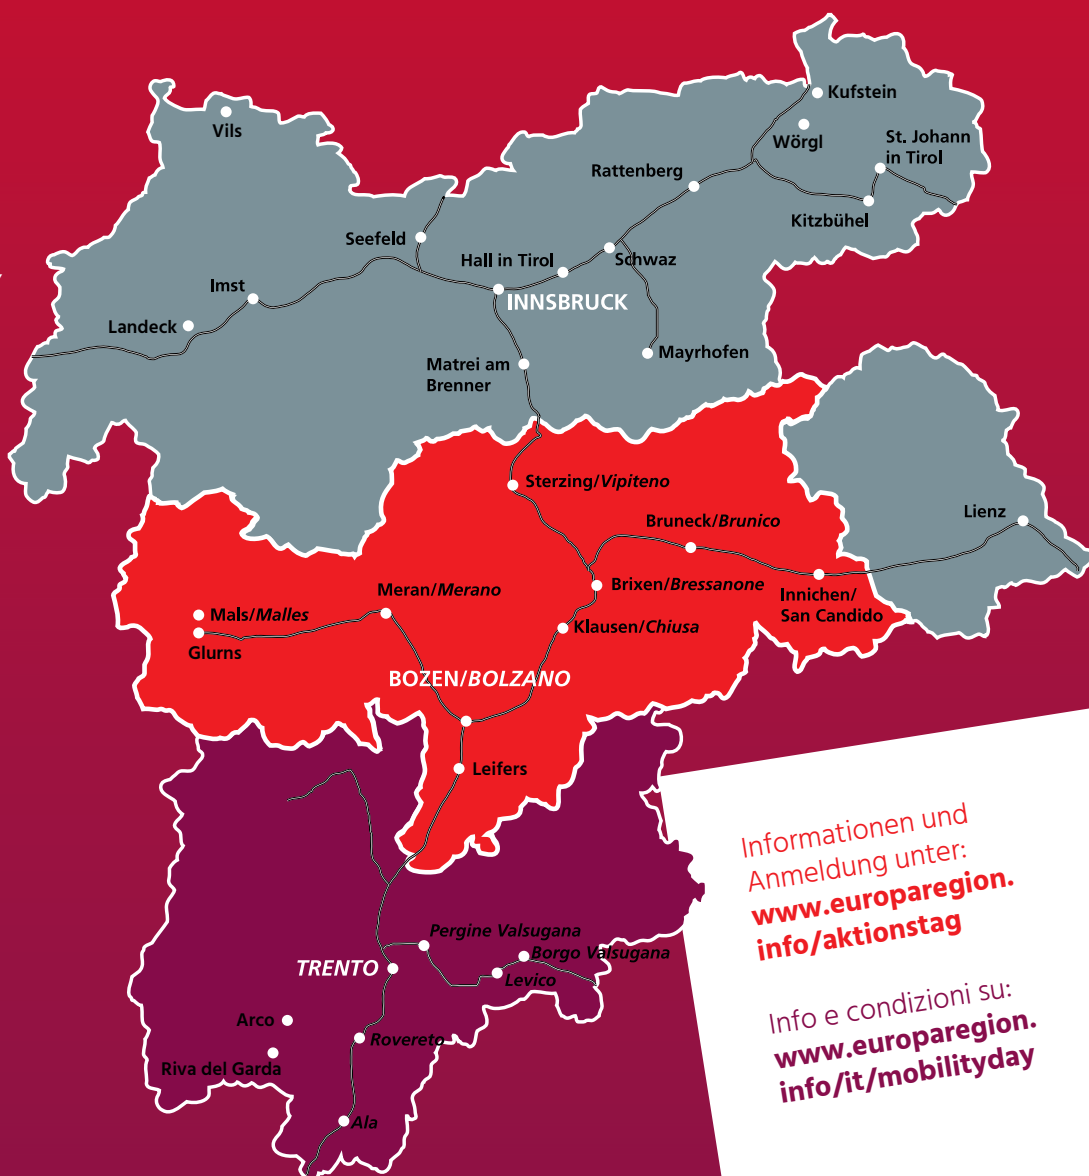 Kufstein
Vils
Wörgl
St. Johann
in Tirol
Rattenberg
Kitzbühel
Seefeld
Hall in Tirol
Schwaz
Imst
INNSBRUCK
Landeck
Matrei am
Brenner
Mayrhofen
Sterzing/Vipiteno
Bruneck/Brunico
Lienz
Meran/Merano
Brixen/Bressanone
Innichen/
San Candido
Mals/Malles
Klausen/Chiusa
Glurns
BOZEN/BOLZANO
Leifers
Pergine Valsugana
Borgo Valsugana
TRENTO
Levico
Arco
Rovereto
Riva del Garda
Ala
Informationen und
Anmeldung unter:
www.europaregion.
info/aktionstag
Info e condizioni su:
www.europaregion.
info/it/mobilityday